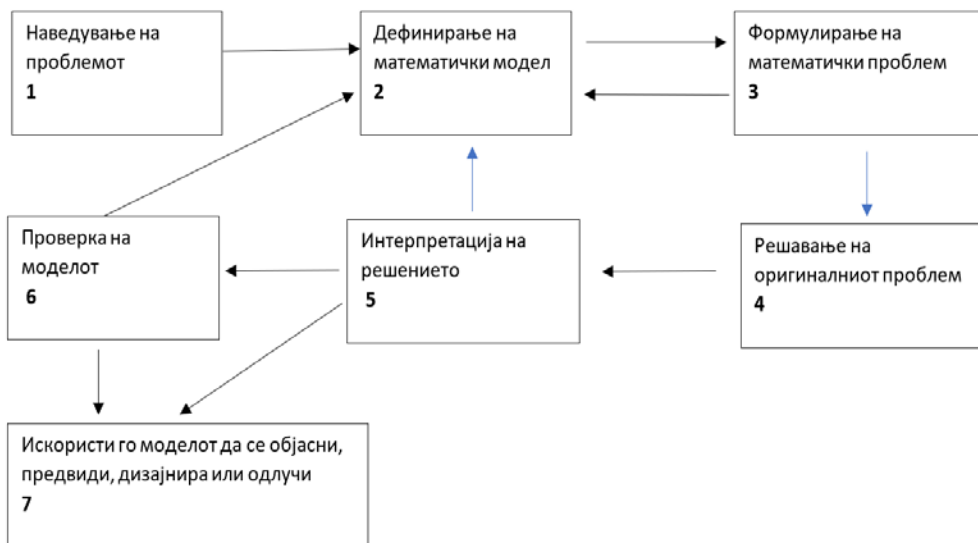 Наведување на
проблемот
1
Дефинирање на
математички модел
2
Формулирање на
математички проблем
3
Проверка на
моделот
6
Интерпретација на
решението
5
Решавање на
оригиналниот проблем
4
Искористи го моделот да се објасни,
предвиди, дизајнира или одлучи
7